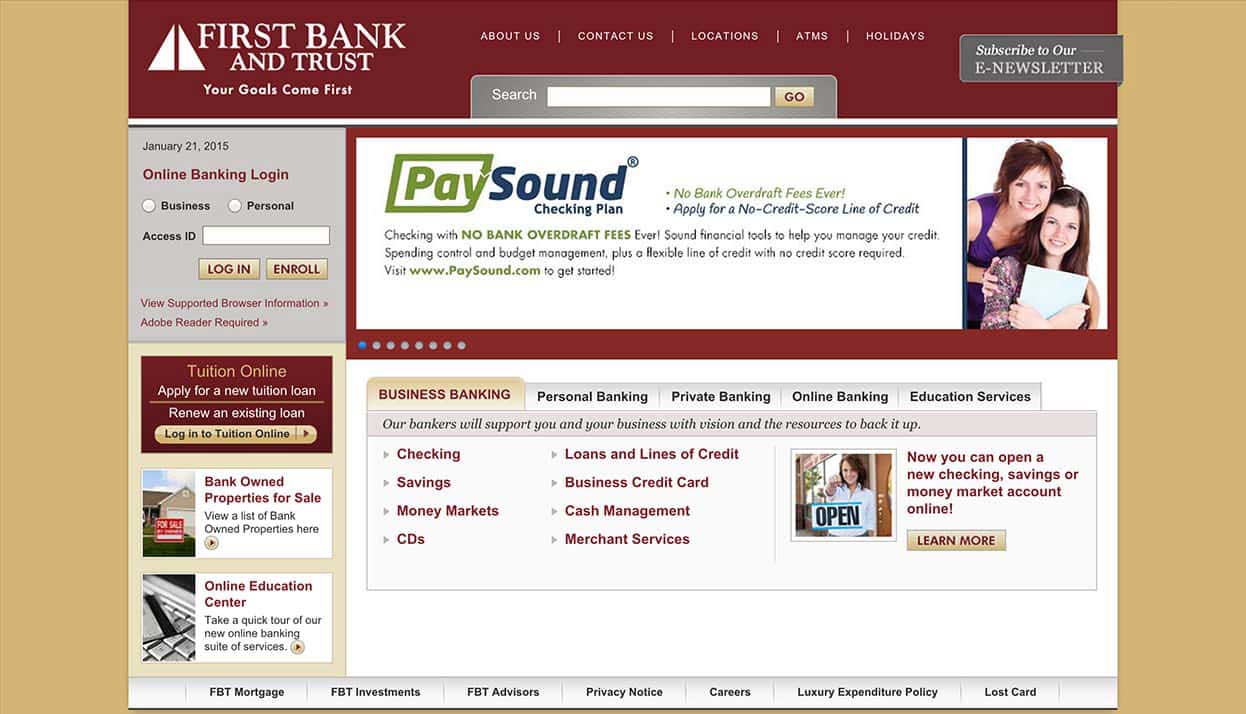 FIRST BANK
AND TRUST
Your Goals Come First
ABOUT US | CONTACT US | LOCATIONS | ATMS | HOLIDAYS
Subscribe to Our
E-NEWSLETTER
Search GO
January 21, 2015
Online Banking Login
Business Personal
Access ID
LOG IN ENROLL
View Supported Browser Information »
Adobe Reader Required »
PaySound®
Checking Plan
• No Bank Overdraft Fees Ever!
• Apply for a No-Credit-Score Line of Credit
Checking with NO BANK OVERDRAFT FEES Ever! Sound financial tools to help you manage your credit.
Spending control and budget management, plus a flexible line of credit with no credit score required.
Visit www.PaySound.com to get started!
Tuition Online
Apply for a new tuition loan
Renew an existing loan
Log in to Tuition Online
Bank Owned
Properties for Sale
View a list of Bank
Owned Properties here
FOR SALE
BY OWNER
Online Education
Center
Take a quick tour of our
new online banking
suite of services.
BUSINESS BANKING Personal Banking Private Banking Online Banking Education Services
Our bankers will support you and your business with vision and the resources to back it up.
Checking
Savings
Money Markets
CDs
Loans and Lines of Credit
Business Credit Card
Cash Management
Merchant Services
OPEN
Now you can open a
new checking, savings or
money market account
online!
LEARN MORE
FBT Mortgage FBT Investments FBT Advisors Privacy Notice Careers Luxury Expenditure Policy Lost Card